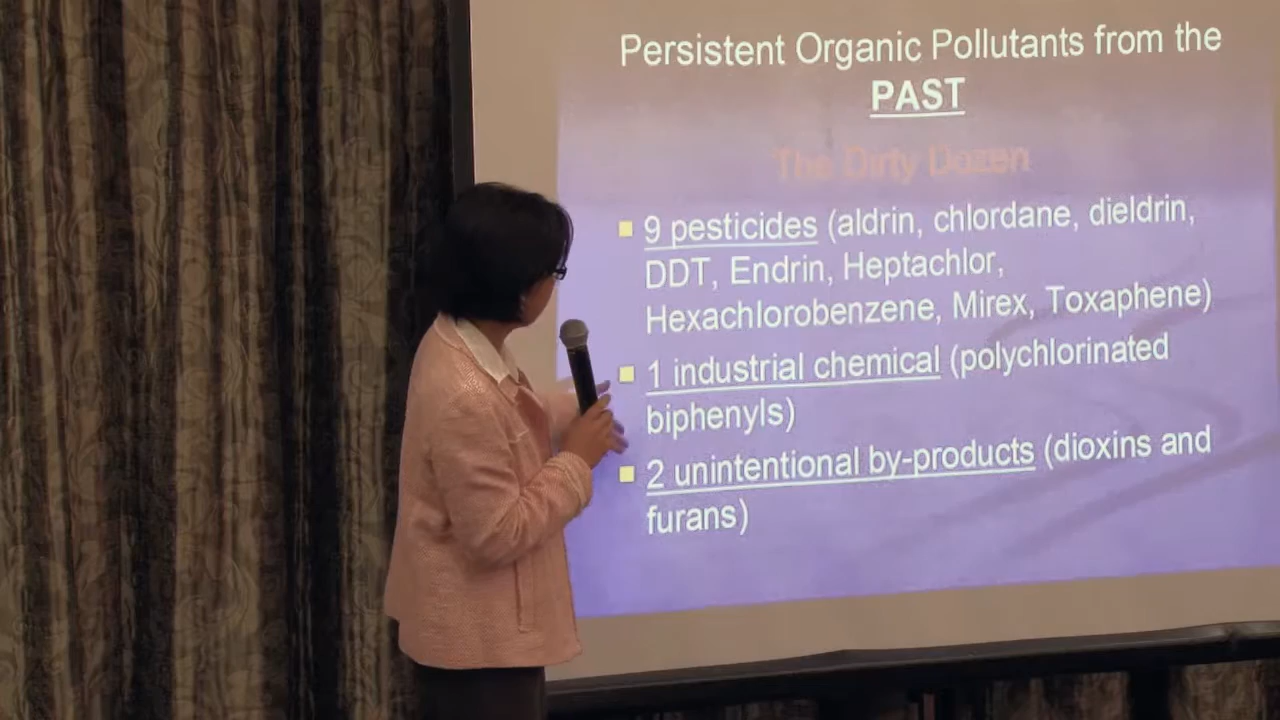 Persistent Organic Pollutants from the
PAST
The Dirty Dozen
9 pesticides (aldrin, chlordane, dieldrin,
DDT, Endrin, Heptachlor,
Hexachlorobenzene, Mirex, Toxaphene)
1 industrial chemical (polychlorinated
biphenyls)
2 unintentional by-products (dioxins and
furans)